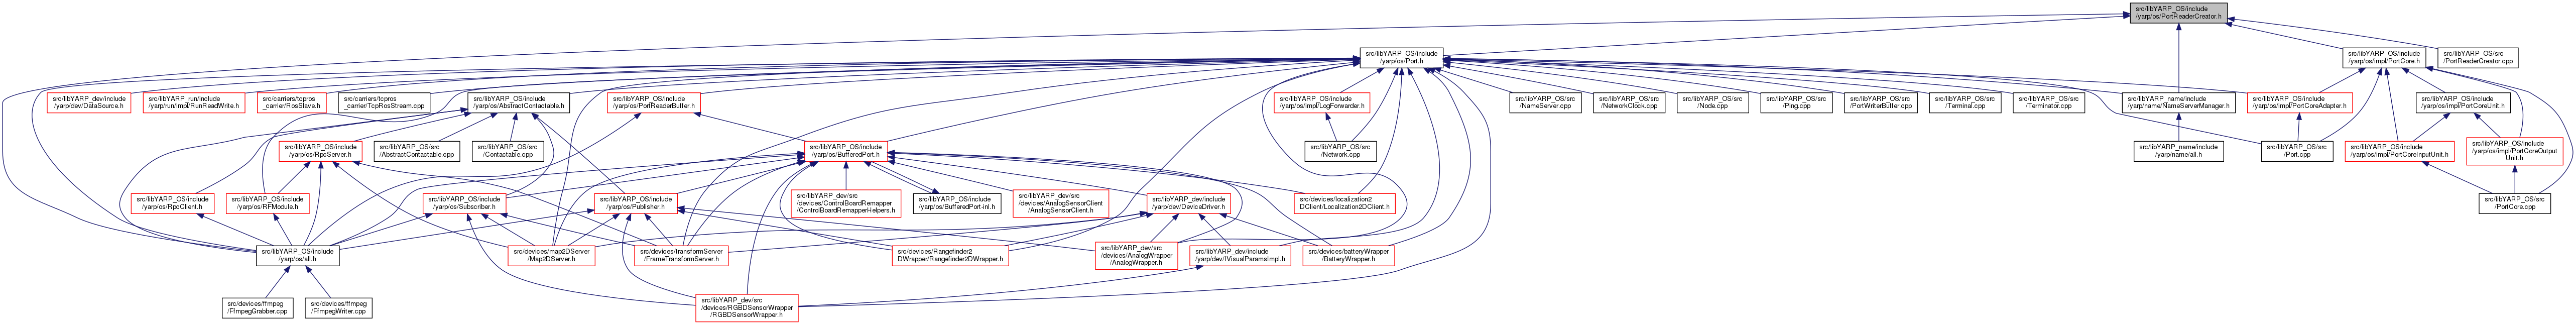 src/libYARP_OS/include
/yarp/os/PortReaderCreator.h
src/libYARP_OS/include
/yarp/os/Port.h
src/libYARP_OS/include
/yarp/os/impl/PortCore.h
src/libYARP_OS/src
/PortReaderCreator.cpp
src/libYARP_dev/include
/yarp/dev/DataSource.h
src/libYARP_run/include
/yarp/run/impl/RunReadWrite.h
src/carriers/tcpros
_carrier/RosSlave.h
src/carriers/tcpros
_carrier/TcpRosStream.cpp
src/libYARP_OS/include
/yarp/os/AbstractContactable.h
src/libYARP_OS/include
/yarp/os/PortReaderBuffer.h
src/libYARP_OS/include
/yarp/os/impl/LogForwarder.h
src/libYARP_OS/src
/NameServer.cpp
src/libYARP_OS/src
/NetworkClock.cpp
src/libYARP_OS/src
/Node.cpp
src/libYARP_OS/src
/Ping.cpp
src/libYARP_OS/src
/PortWriterBuffer.cpp
src/libYARP_OS/src
/Terminal.cpp
src/libYARP_OS/src
/Terminator.cpp
src/libYARP_name/include
/yarp/name/NameServerManager.h
src/libYARP_OS/include
/yarp/os/impl/PortCoreAdapter.h
src/libYARP_OS/include
/yarp/os/impl/PortCoreUnit.h
src/libYARP_OS/include
/yarp/os/RpcServer.h
src/libYARP_OS/src
/AbstractContactable.cpp
src/libYARP_OS/src
/Contactable.cpp
src/libYARP_OS/include
/yarp/os/BufferedPort.h
src/libYARP_OS/src
/Network.cpp
src/libYARP_name/include
/yarp/name/all.h
src/libYARP_OS/src
/Port.cpp
src/libYARP_OS/include
/yarp/os/impl/PortCoreInputUnit.h
src/libYARP_OS/include
/yarp/os/impl/PortCoreOutput
Unit.h
src/libYARP_OS/include
/yarp/os/RpcClient.h
src/libYARP_OS/include
/yarp/os/RFModule.h
src/libYARP_OS/include
/yarp/os/Subscriber.h
src/libYARP_OS/include
/yarp/os/Publisher.h
src/libYARP_dev/src
/devices/ControlBoardRemapper
/ControlBoardRemapperHelpers.h
src/libYARP_OS/include
/yarp/os/BufferedPort-inl.h
src/libYARP_dev/src
/devices/AnalogSensorClient
/AnalogSensorClient.h
src/libYARP_dev/include
/yarp/dev/DeviceDriver.h
src/devices/localization2
DClient/Localization2DClient.h
src/libYARP_OS/src
/PortCore.cpp
src/libYARP_OS/include
/yarp/os/all.h
src/devices/map2DServer
/Map2DServer.h
src/devices/transformServer
/FrameTransformServer.h
src/devices/Rangefinder2
DWrapper/Rangefinder2DWrapper.h
src/libYARP_dev/src
/devices/AnalogWrapper
/AnalogWrapper.h
src/libYARP_dev/include
/yarp/dev/IVisualParamsImpl.h
src/devices/batteryWrapper
/BatteryWrapper.h
src/devices/ffmpeg
/FfmpegGrabber.cpp
src/devices/ffmpeg
/FfmpegWriter.cpp
src/libYARP_dev/src
/devices/RGBDSensorWrapper
/RGBDSensorWrapper.h